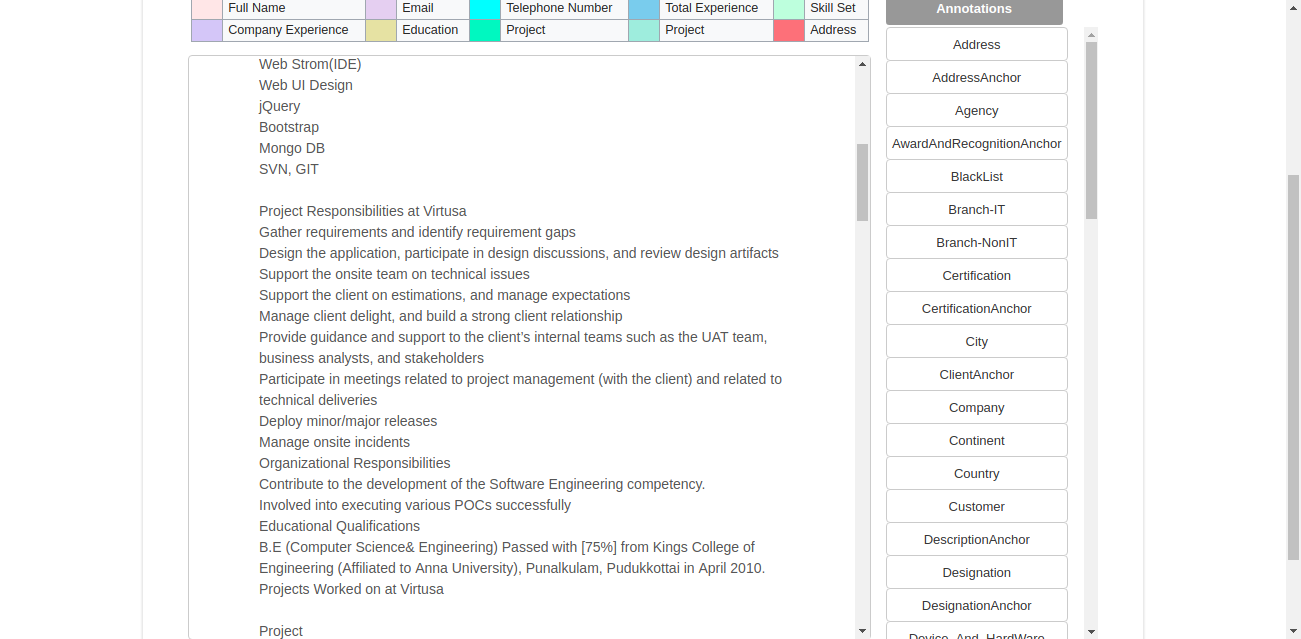 Full Name Email Telephone Number Total Experience Skill Set
Company Experience Education Project Project Address
Web Strom(IDE)
Web UI Design
jQuery
Bootstrap
Mongo DB
SVN, GIT
Project Responsibilities at Virtusa
Gather requirements and identify requirement gaps
Design the application, participate in design discussions, and review design artifacts
Support the onsite team on technical issues
Support the client on estimations, and manage expectations
Manage client delight, and build a strong client relationship
Provide guidance and support to the client’s internal teams such as the UAT team,
business analysts, and stakeholders
Participate in meetings related to project management (with the client) and related to
technical deliveries
Deploy minor/major releases
Manage onsite incidents
Organizational Responsibilities
Contribute to the development of the Software Engineering competency.
Involved into executing various POCs successfully
Educational Qualifications
B.E (Computer Science& Engineering) Passed with [75%] from Kings College of
Engineering (Affiliated to Anna University), Punalkulam, Pudukkottai in April 2010.
Projects Worked on at Virtusa
Project
Annotations
Address
AddressAnchor
Agency
AwardAndRecognitionAnchor
BlackList
Branch-IT
Branch-NonIT
Certification
CertificationAnchor
City
ClientAnchor
Company
Continent
Country
Customer
DescriptionAnchor
Designation
DesignationAnchor
Device_And_HardWare